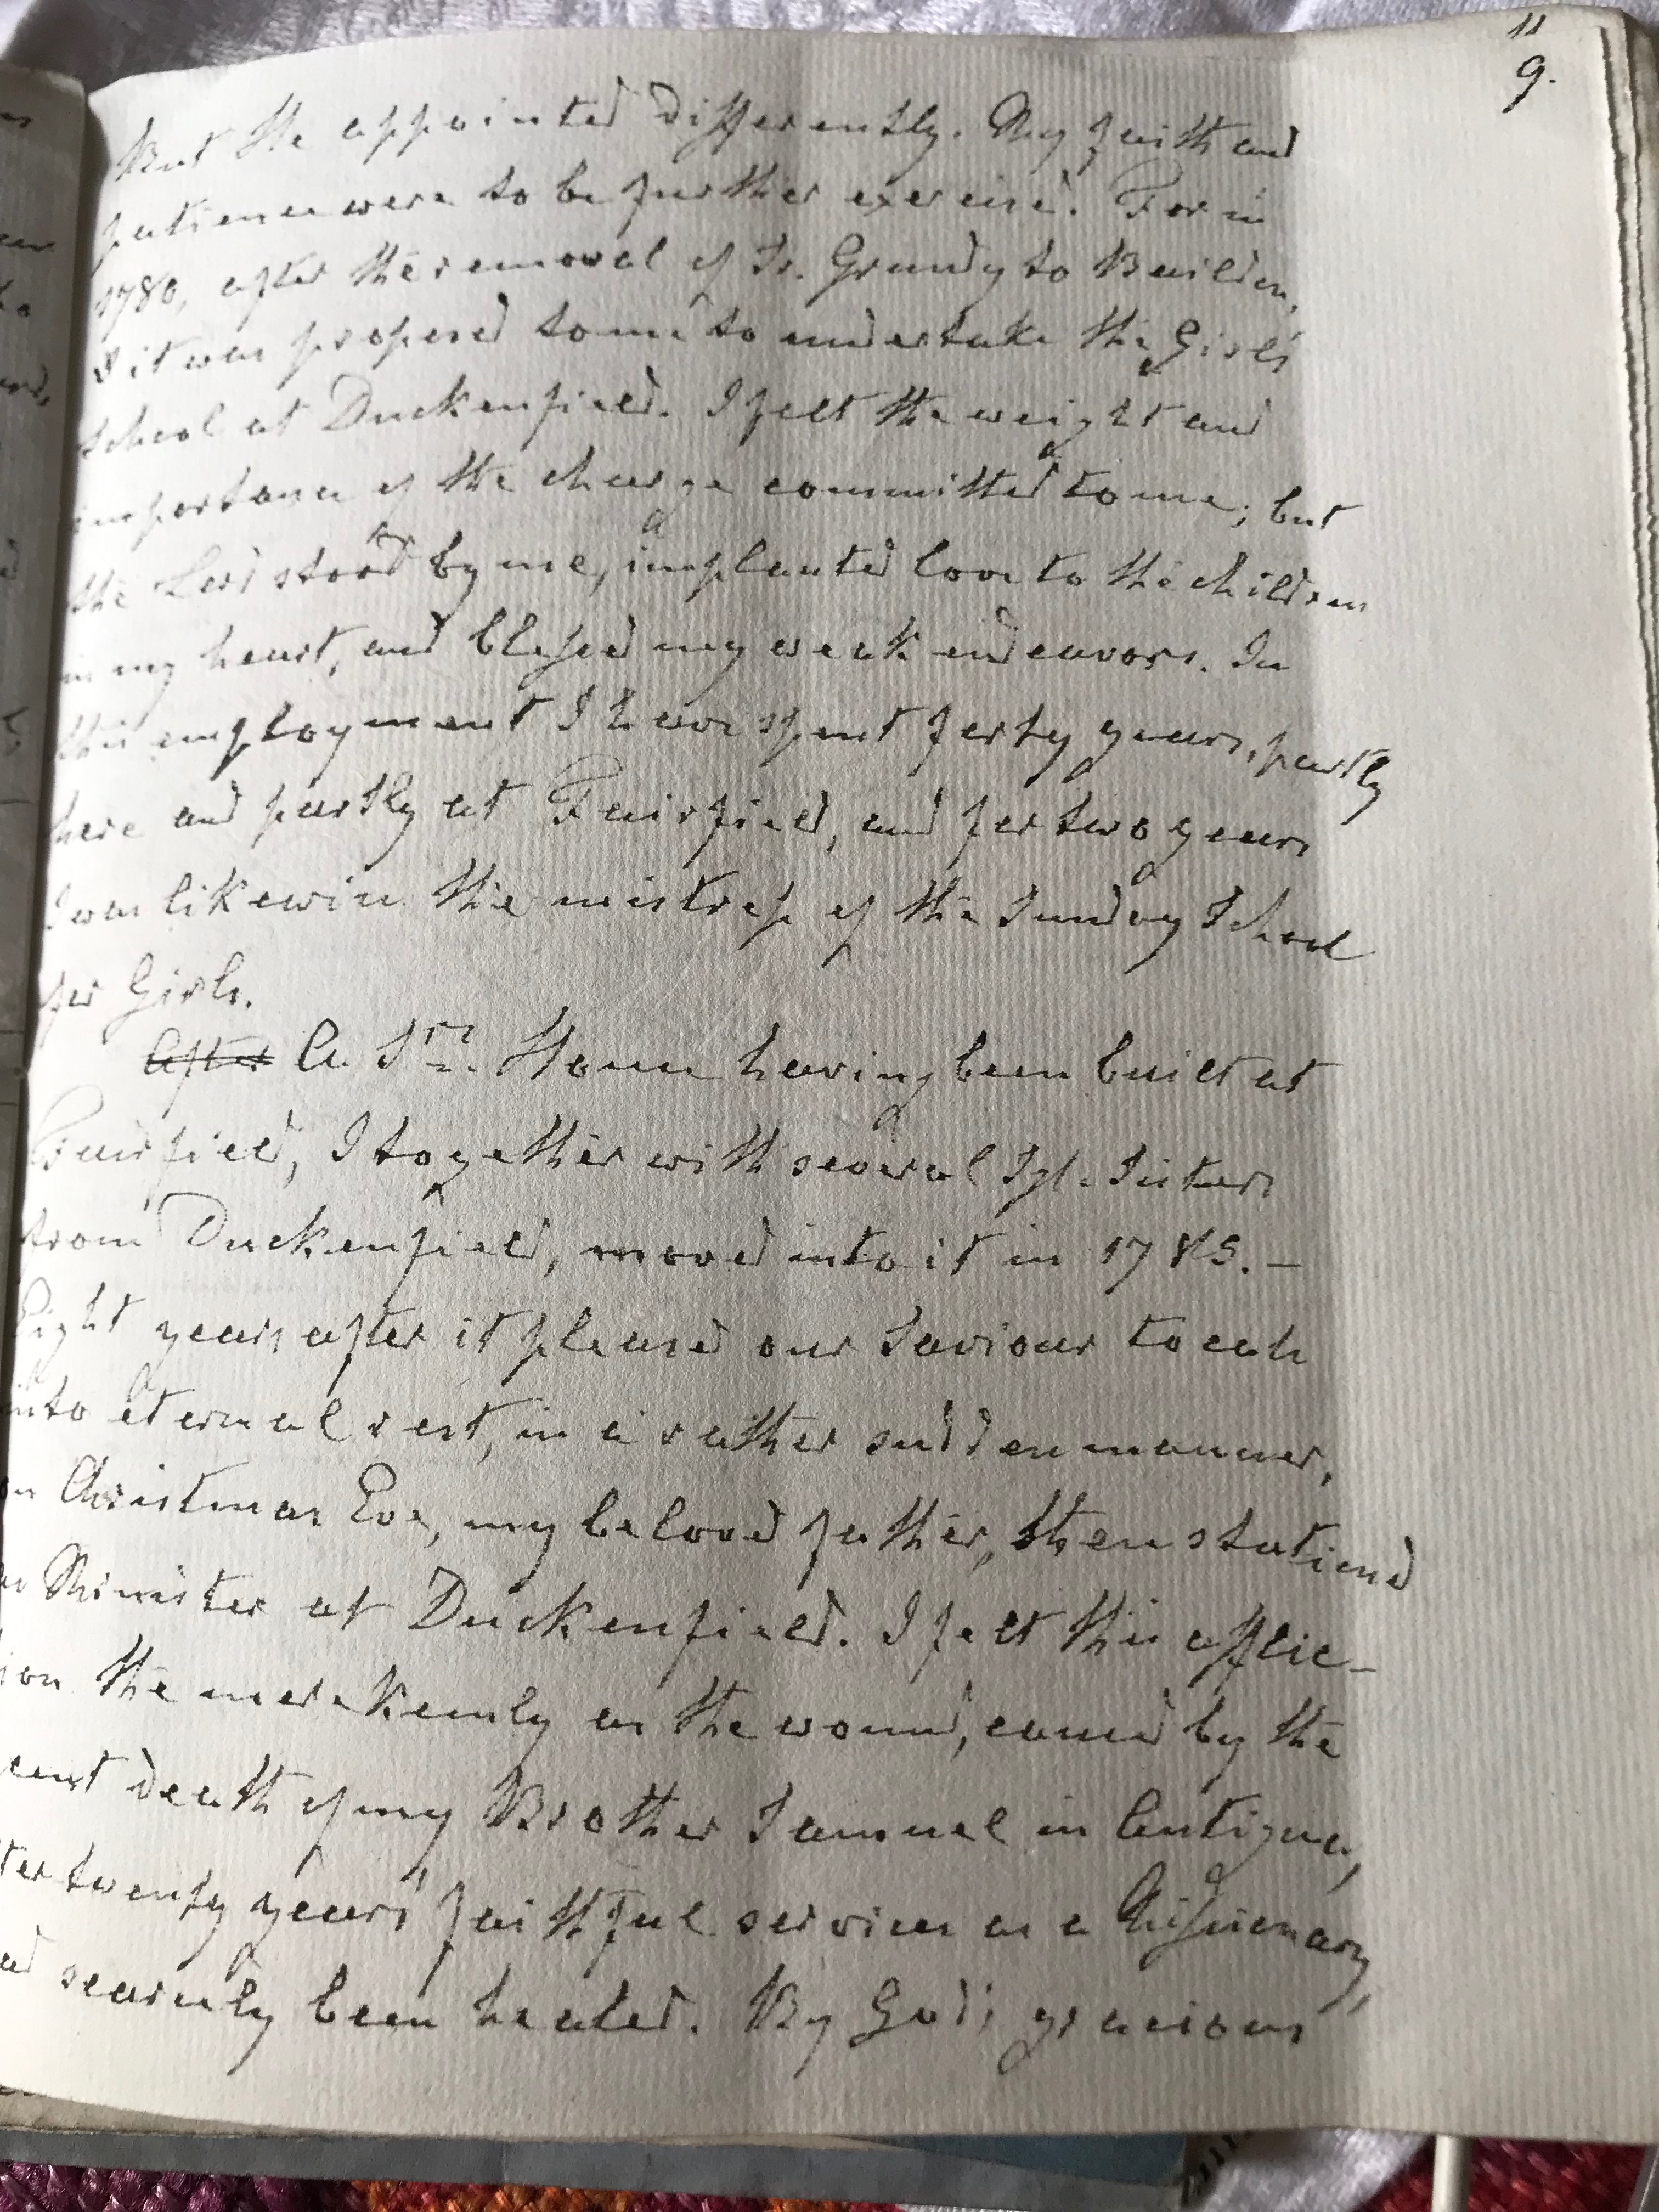 11
9.
But He appointed differently. My faith and
patience were to be further exercised. For in
1780, after the removal of Sr. Grundy to Buildon,
it was proposed to me to undertake the Girls
School at Duckenfield. I felt the weight and
importance of the charge committed to me; but
the Lord stood by me, implanted love to the children
in my heart, and blessed my weak endeavors. In
this employment I have spent forty years, partly
here and partly at Fairfield, and for two years
I was likewise the mistress of the Sunday School
for Girls.
After A Srs. House having been built at
Fairfield, I together with several Sgl. Sisters
from Duckenfield, moved into it in 1785. –
Eight years after it pleased our Saviour to call
into eternal rest, in a rather sudden manner,
on Christmas Eve, my beloved father, then stationed
as Minister at Duckenfield. I felt this afflic-
ion the more keenly as the wound, caused by the
cent death of my Brother Samuel in Antigua,
ter twenty years' faithful services as a Missionary,
ad scarcely been healed. By God's gracious